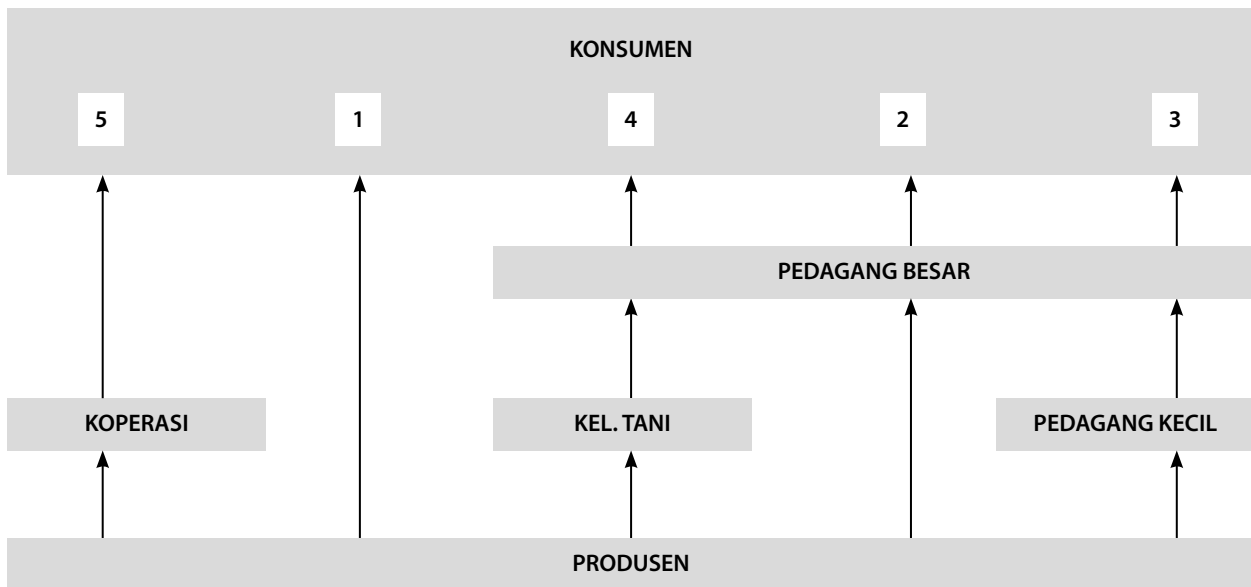 KONSUMEN
5 1 4 2 3
PEDAGANG BESAR
KOPERASI KEL. TANI PEDAGANG KECIL
PRODUSEN